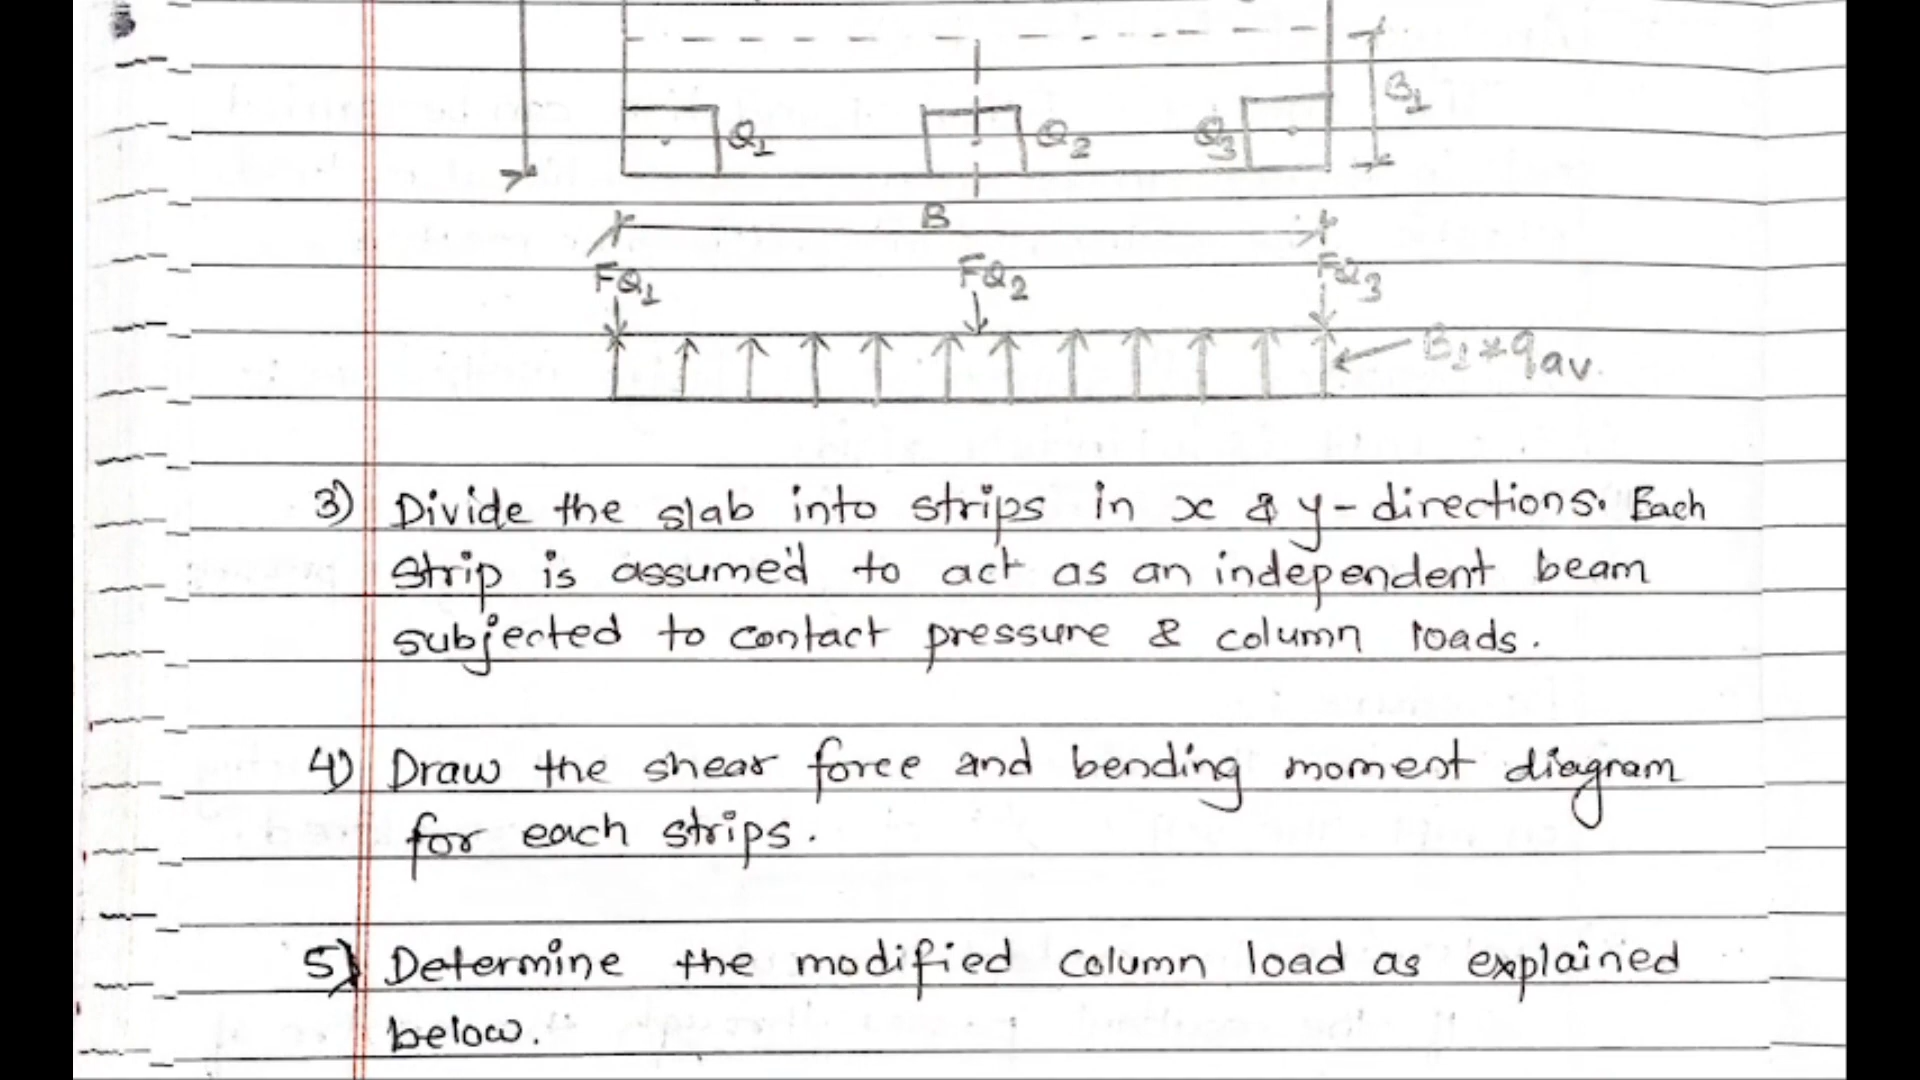 B1
Q1 Q2 Q3
B
FQ1 FQ2 FQ3
B1*qav.
3) Divide the slab into strips in x & y-directions. Each
strip is assumed to act as an independent beam
subjected to contact pressure & column loads.
4) Draw the shear force and bending moment diagram
for each strips.
5) Determine the modified column load as explained
below.